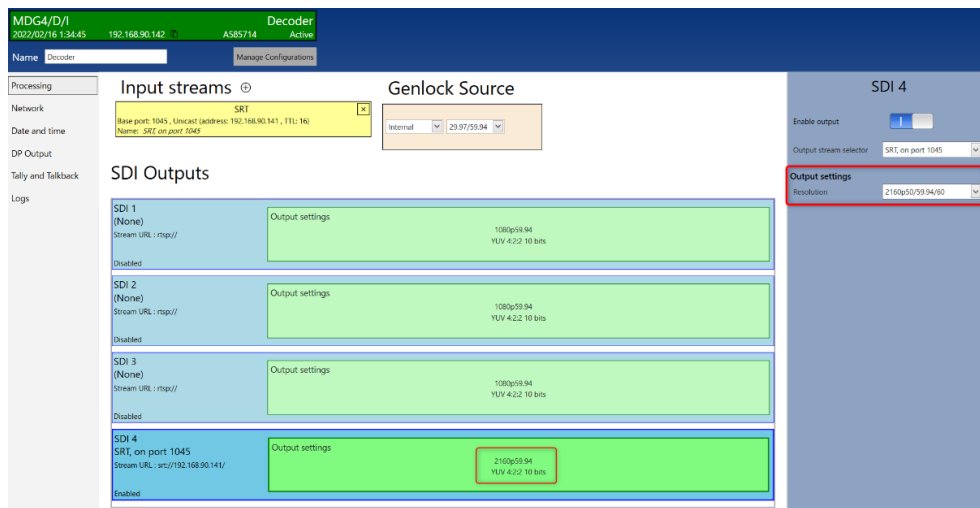 MDG4/D/I Decoder
2022/02/16 1:34:45 192.168.90.142 A585714 Active
Name Decoder Manage Configurations
Processing
Network
Date and time
DP Output
Tally and Talkback
Logs
Input streams
SRT x
Base port: 1045 , Unicast (address: 192.168.90.141 , TTL: 16)
Name: SRT, on port 1045
Genlock Source
Internal 29.97/59.94
SDI Outputs
SDI 1
(None)
Stream URL : rtsp://
Disabled
Output settings
1080p59.94
YUV 4:2:2 10 bits
SDI 2
(None)
Stream URL : rtsp://
Disabled
Output settings
1080p59.94
YUV 4:2:2 10 bits
SDI 3
(None)
Stream URL : rtsp://
Disabled
Output settings
1080p59.94
YUV 4:2:2 10 bits
SDI 4
SRT, on port 1045
Stream URL : srt://192.168.90.141/
Enabled
Output settings
2160p59.94
YUV 4:2:2 10 bits
SDI 4
Enable output
Output stream selector SRT, on port 1045
Output settings
Resolution 2160p50/59.94/60